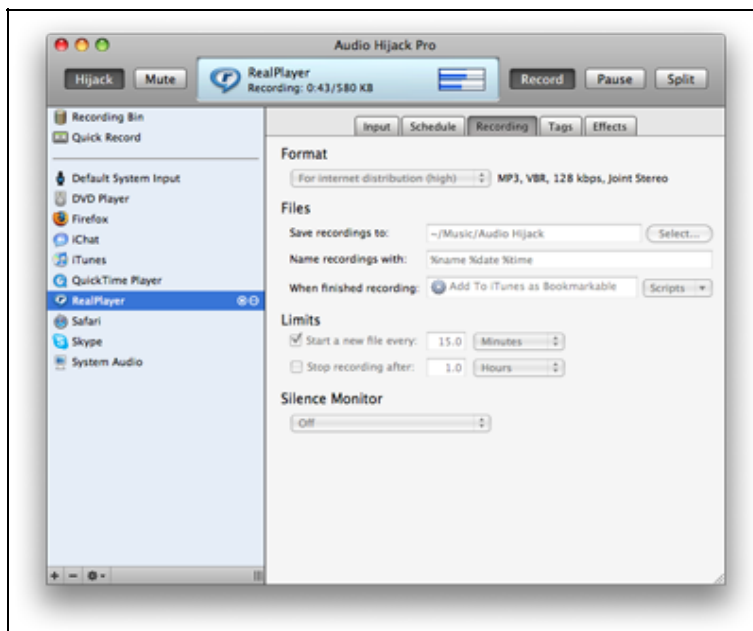 Audio Hijack Pro
Hijack Mute RealPlayer Record Pause Split
Recording: 0:43/580 KB
Recording Bin
Quick Record
Default System Input
DVD Player
Firefox
iChat
iTunes
QuickTime Player
RealPlayer
Safari
Skype
System Audio
Input Schedule Recording Tags Effects
Format
For internet distribution (high) MP3, VBR, 128 kbps, Joint Stereo
Files
Save recordings to: ~/Music/Audio Hijack Select...
Name recordings with: %name %date %time
When finished recording: Add To iTunes as Bookmarkable Scripts
Limits
Start a new file every: 15.0 Minutes
Stop recording after: 1.0 Hours
Silence Monitor
Off